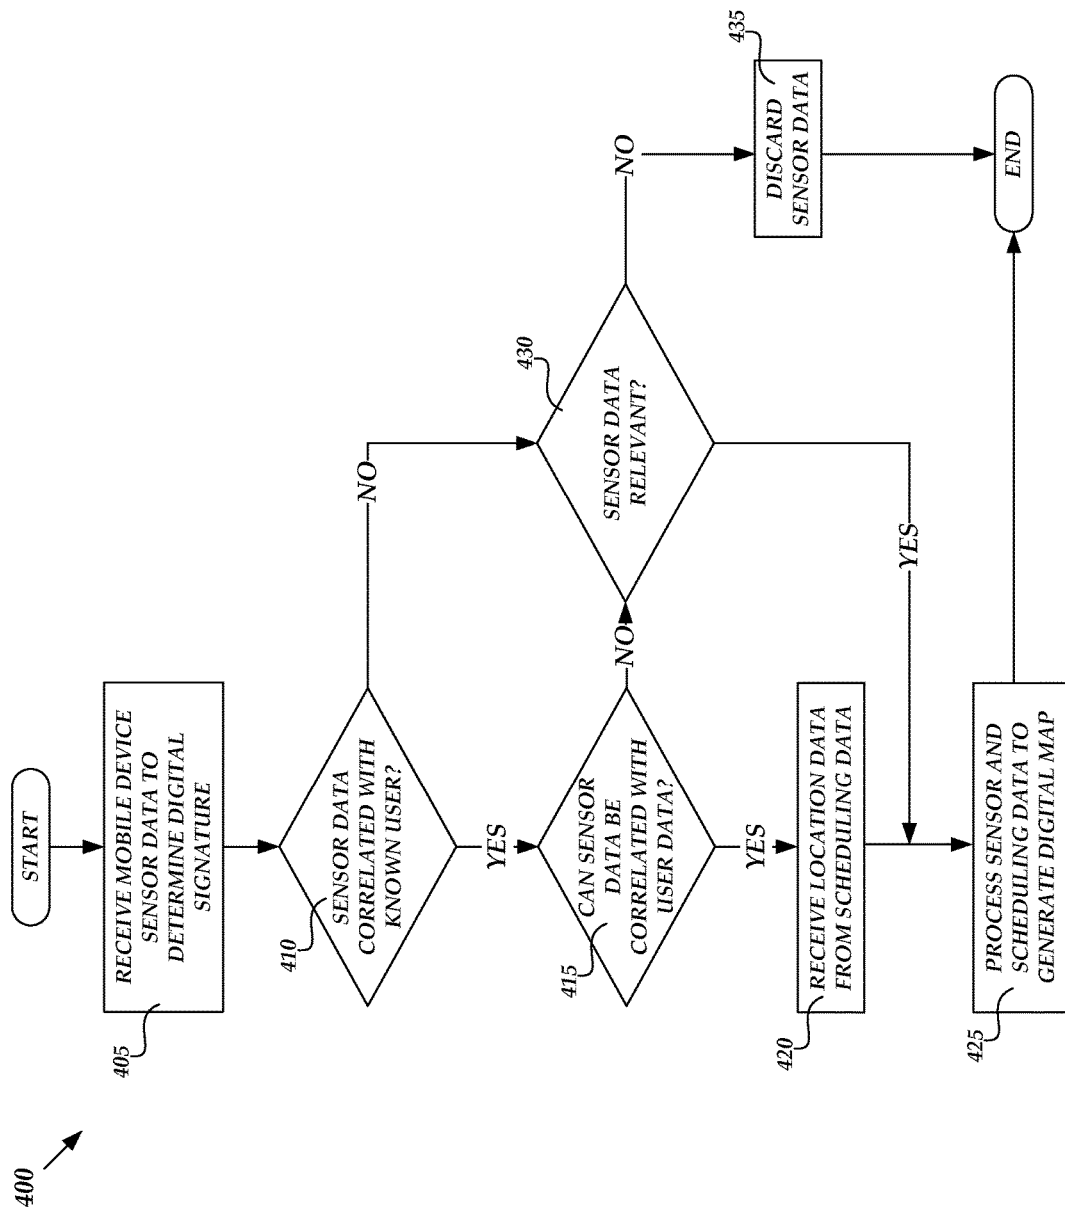 400
START
405
RECEIVE MOBILE DEVICE
SENSOR DATA TO
DETERMINE DIGITAL
SIGNATURE
410
SENSOR DATA
CORRELATED WITH
KNOWN USER?
NO
YES
415
CAN SENSOR
DATA BE
CORRELATED WITH
USER DATA?
NO
430
SENSOR DATA
RELEVANT?
NO
435
DISCARD
SENSOR DATA
YES
YES
420
RECEIVE LOCATION DATA
FROM SCHEDULING DATA
425
PROCESS SENSOR AND
SCHEDULING DATA TO
GENERATE DIGITAL MAP
END